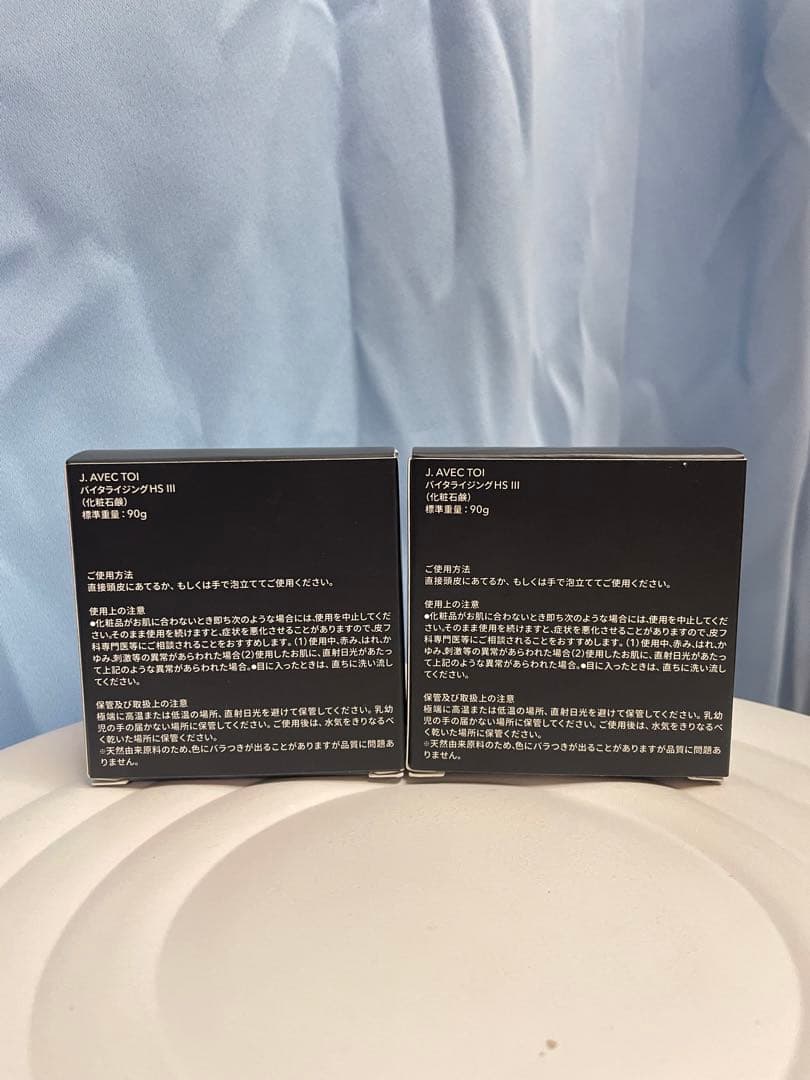 J. AVEC TOI
バイタライジングHS III
（化粧石鹸）
標準重量：90g
ご使用方法
直接頭皮にあてるか、もしくは手で泡立ててご使用ください。
使用上の注意
●化粧品がお肌に合わないとき即ち次のような場合には、使用を中止してくだ
さい。そのまま使用を続けますと、症状を悪化させることがありますので、皮フ
科専門医等にご相談されることをおすすめします。（1）使用中、赤み、はれ、か
ゆみ、刺激等の異常があらわれた場合（2）使用したお肌に、直射日光があたっ
て上記のような異常があらわれた場合。●目に入ったときは、直ちに洗い流し
てください。
保管及び取扱上の注意
極端に高温または低温の場所、直射日光を避けて保管してください。乳幼
児の手の届かない場所に保管してください。ご使用後は、水気をきりなるべ
く乾いた場所に保管ください。
※天然由来原料のため、色にバラつきが出ることがありますが品質に問題あ
りません。
J. AVEC TOI
バイタライジングHS III
（化粧石鹸）
標準重量：90g
ご使用方法
直接頭皮にあてるか、もしくは手で泡立ててご使用ください。
使用上の注意
●化粧品がお肌に合わないとき即ち次のような場合には、使用を中止してくだ
さい。そのまま使用を続けますと、症状を悪化させることがありますので、皮フ
科専門医等にご相談されることをおすすめします。（1）使用中、赤み、はれ、か
ゆみ、刺激等の異常があらわれた場合（2）使用したお肌に、直射日光があたっ
て上記のような異常があらわれた場合。●目に入ったときは、直ちに洗い流し
てください。
保管及び取扱上の注意
極端に高温または低温の場所、直射日光を避けて保管してください。乳幼
児の手の届かない場所に保管してください。ご使用後は、水気をきりなるべ
く乾いた場所に保管ください。
※天然由来原料のため、色にバラつきが出ることがありますが品質に問題あ
りません。